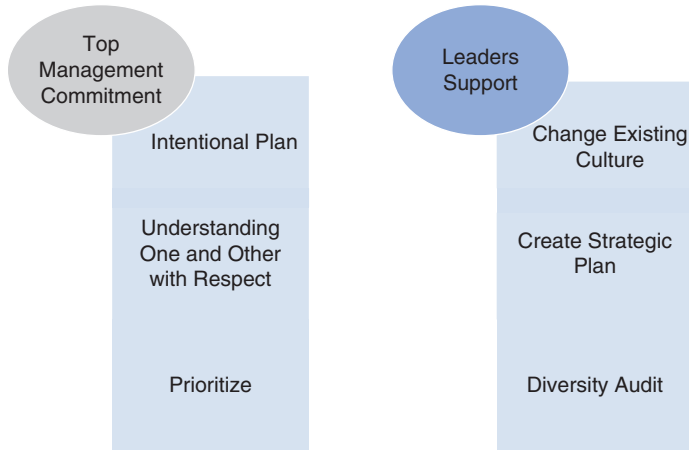 Top
Management
Commitment
Intentional Plan
Understanding
One and Other
with Respect
Prioritize
Leaders
Support
Change Existing
Culture
Create Strategic
Plan
Diversity Audit